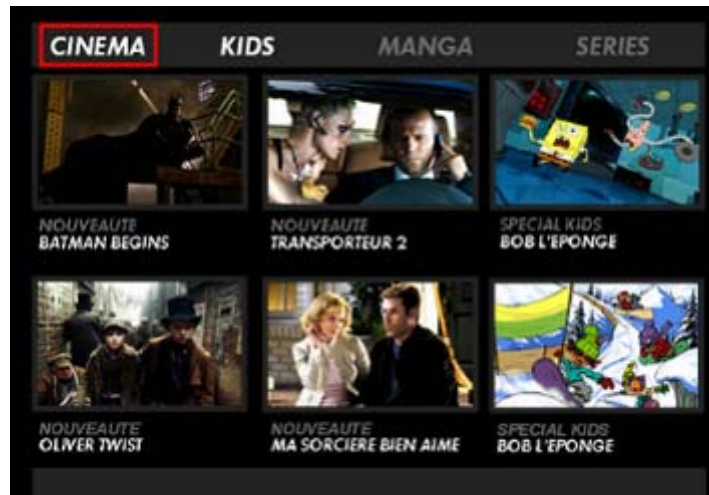 CINEMA KIDS MANGA SERIES
NOUVEAUTE
BATMAN BEGINS
NOUVEAUTE
TRANSPORTEUR 2
SPECIAL KIDS
BOB L'EPONGE
NOUVEAUTE
OLIVER TWIST
NOUVEAUTE
MA SORCIERE BIEN AIME
SPECIAL KIDS
BOB L'EPONGE